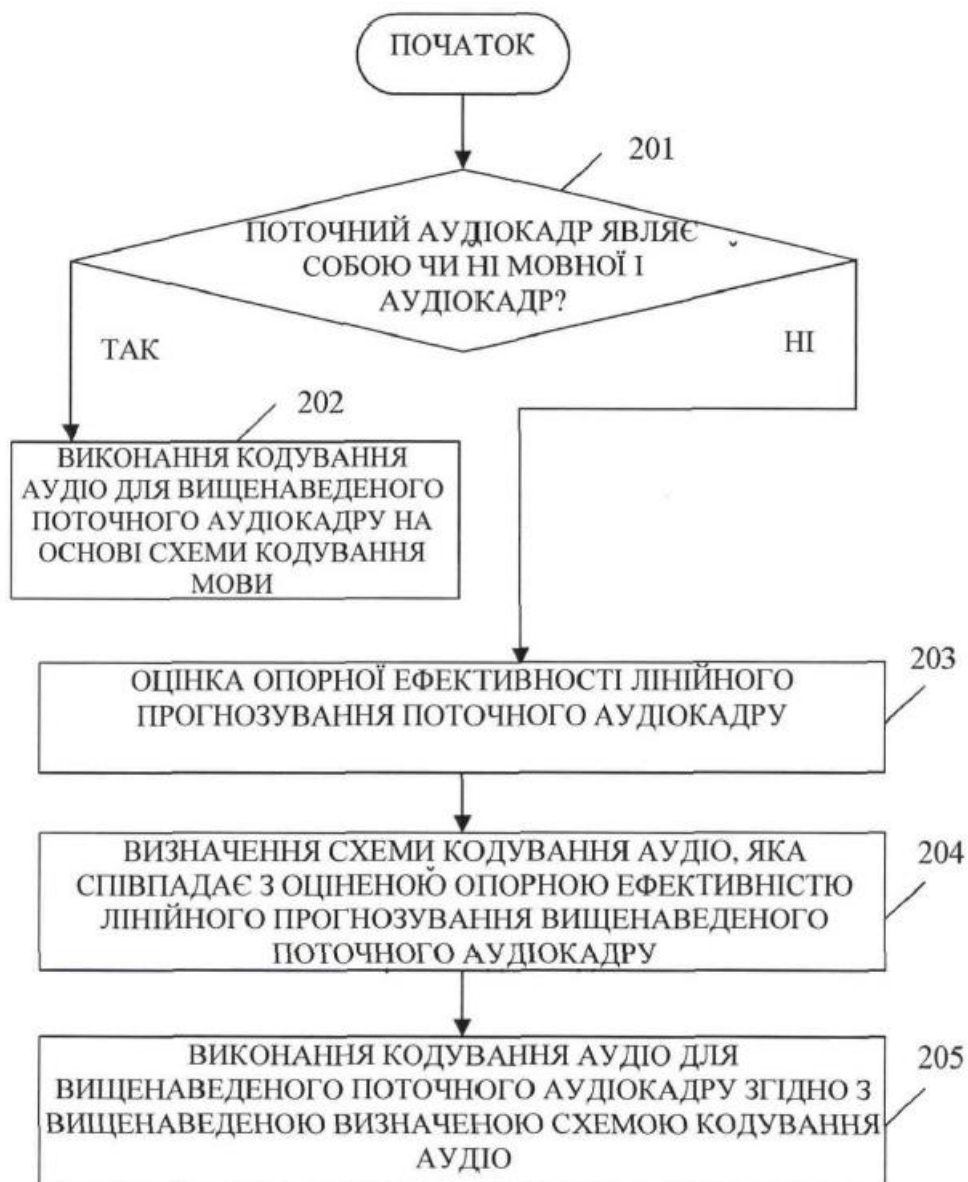 ПОЧАТОК
201
ПОТОЧНИЙ АУДІОКАДР ЯВЛЯЄ
СОБОЮ ЧИ НІ МОВНОЇ І
АУДІОКАДР?
ТАК
НІ
202
ВИКОНАННЯ КОДУВАННЯ
АУДІО ДЛЯ ВИЩЕНАВЕДЕНОГО
ПОТОЧНОГО АУДІОКАДРУ НА
ОСНОВІ СХЕМИ КОДУВАННЯ
МОВИ
203
ОЦІНКА ОПОРНОЇ ЕФЕКТИВНОСТІ ЛІНІЙНОГО
ПРОГНОЗУВАННЯ ПОТОЧНОГО АУДІОКАДРУ
204
ВИЗНАЧЕННЯ СХЕМИ КОДУВАННЯ АУДІО, ЯКА
СПІВПАДАЄ З ОЦІНЕНОЮ ОПОРНОЮ ЕФЕКТИВНІСТЮ
ЛІНІЙНОГО ПРОГНОЗУВАННЯ ВИЩЕНАВЕДЕНОГО
ПОТОЧНОГО АУДІОКАДРУ
205
ВИКОНАННЯ КОДУВАННЯ АУДІО ДЛЯ
ВИЩЕНАВЕДЕНОГО ПОТОЧНОГО АУДІОКАДРУ ЗГІДНО З
ВИЩЕНАВЕДЕНОЮ ВИЗНАЧЕНОЮ СХЕМОЮ КОДУВАННЯ
АУДІО